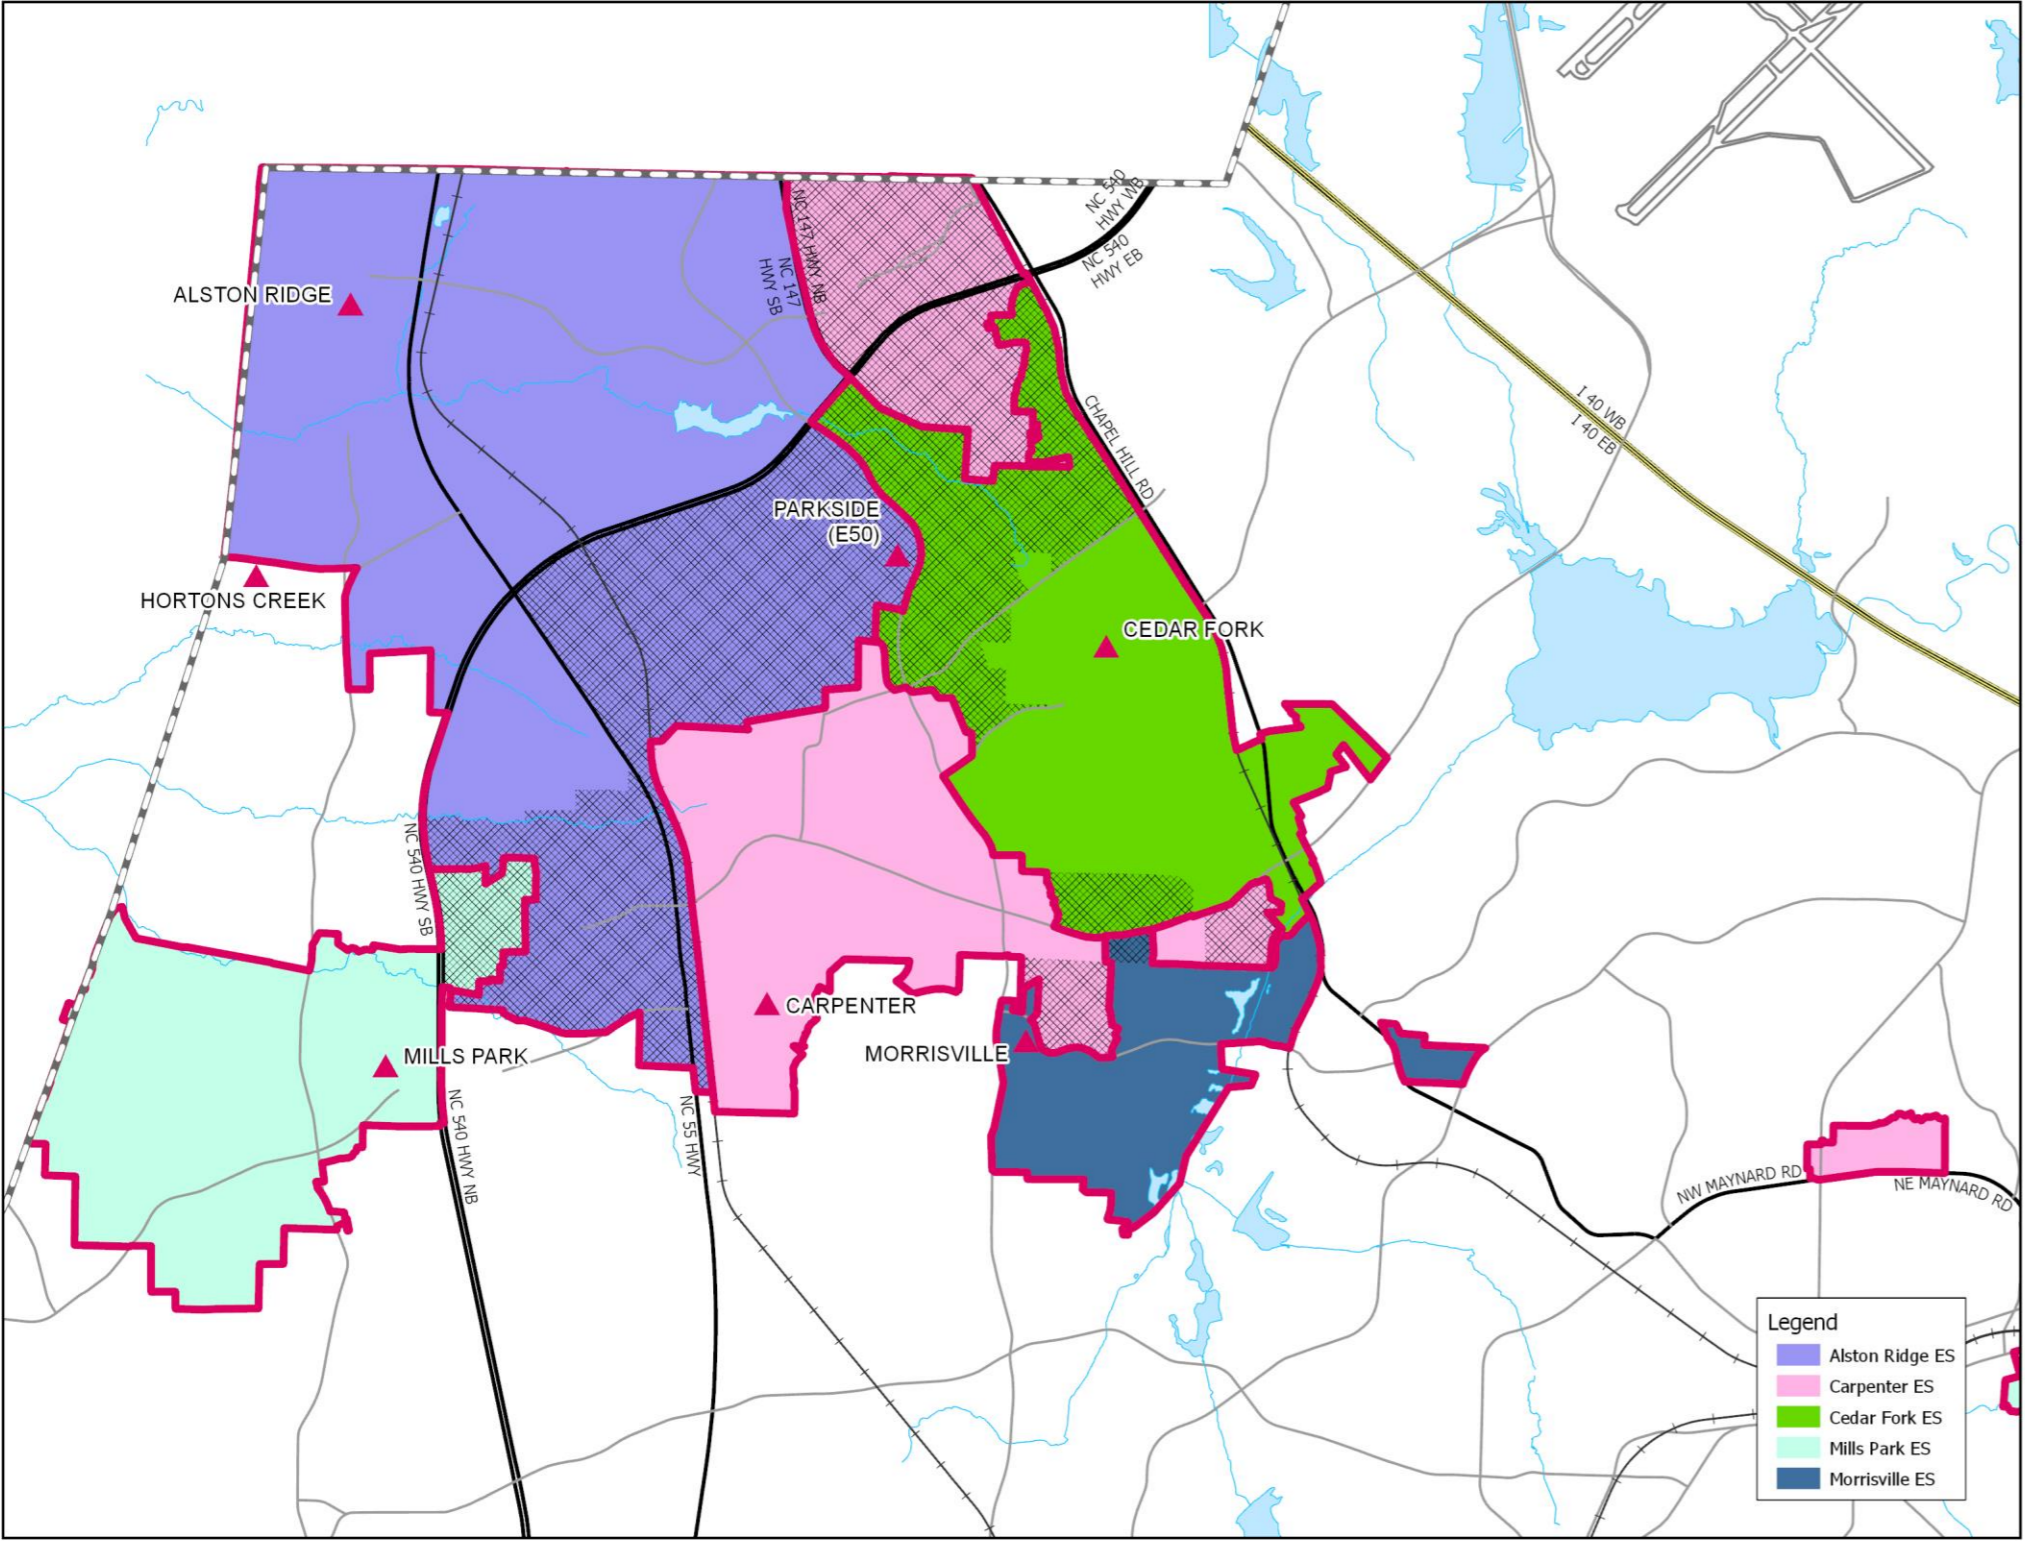 NC 540
HWY WB
NC 540
HWY EB
NC 147 HWY NB
NC 147
HWY SB
ALSTON RIDGE
I 40 WB
I 40 EB
CHAPEL HILL RD
PARKSIDE
(E50)
HORTONS CREEK
CEDAR FORK
NC 540 HWY SB
CARPENTER
MORRISVILLE
MILLS PARK
NC 540 HWY NB
NC 55 HWY
NW MAYNARD RD
NE MAYNARD RD
Legend
Alston Ridge ES
Carpenter ES
Cedar Fork ES
Mills Park ES
Morrisville ES